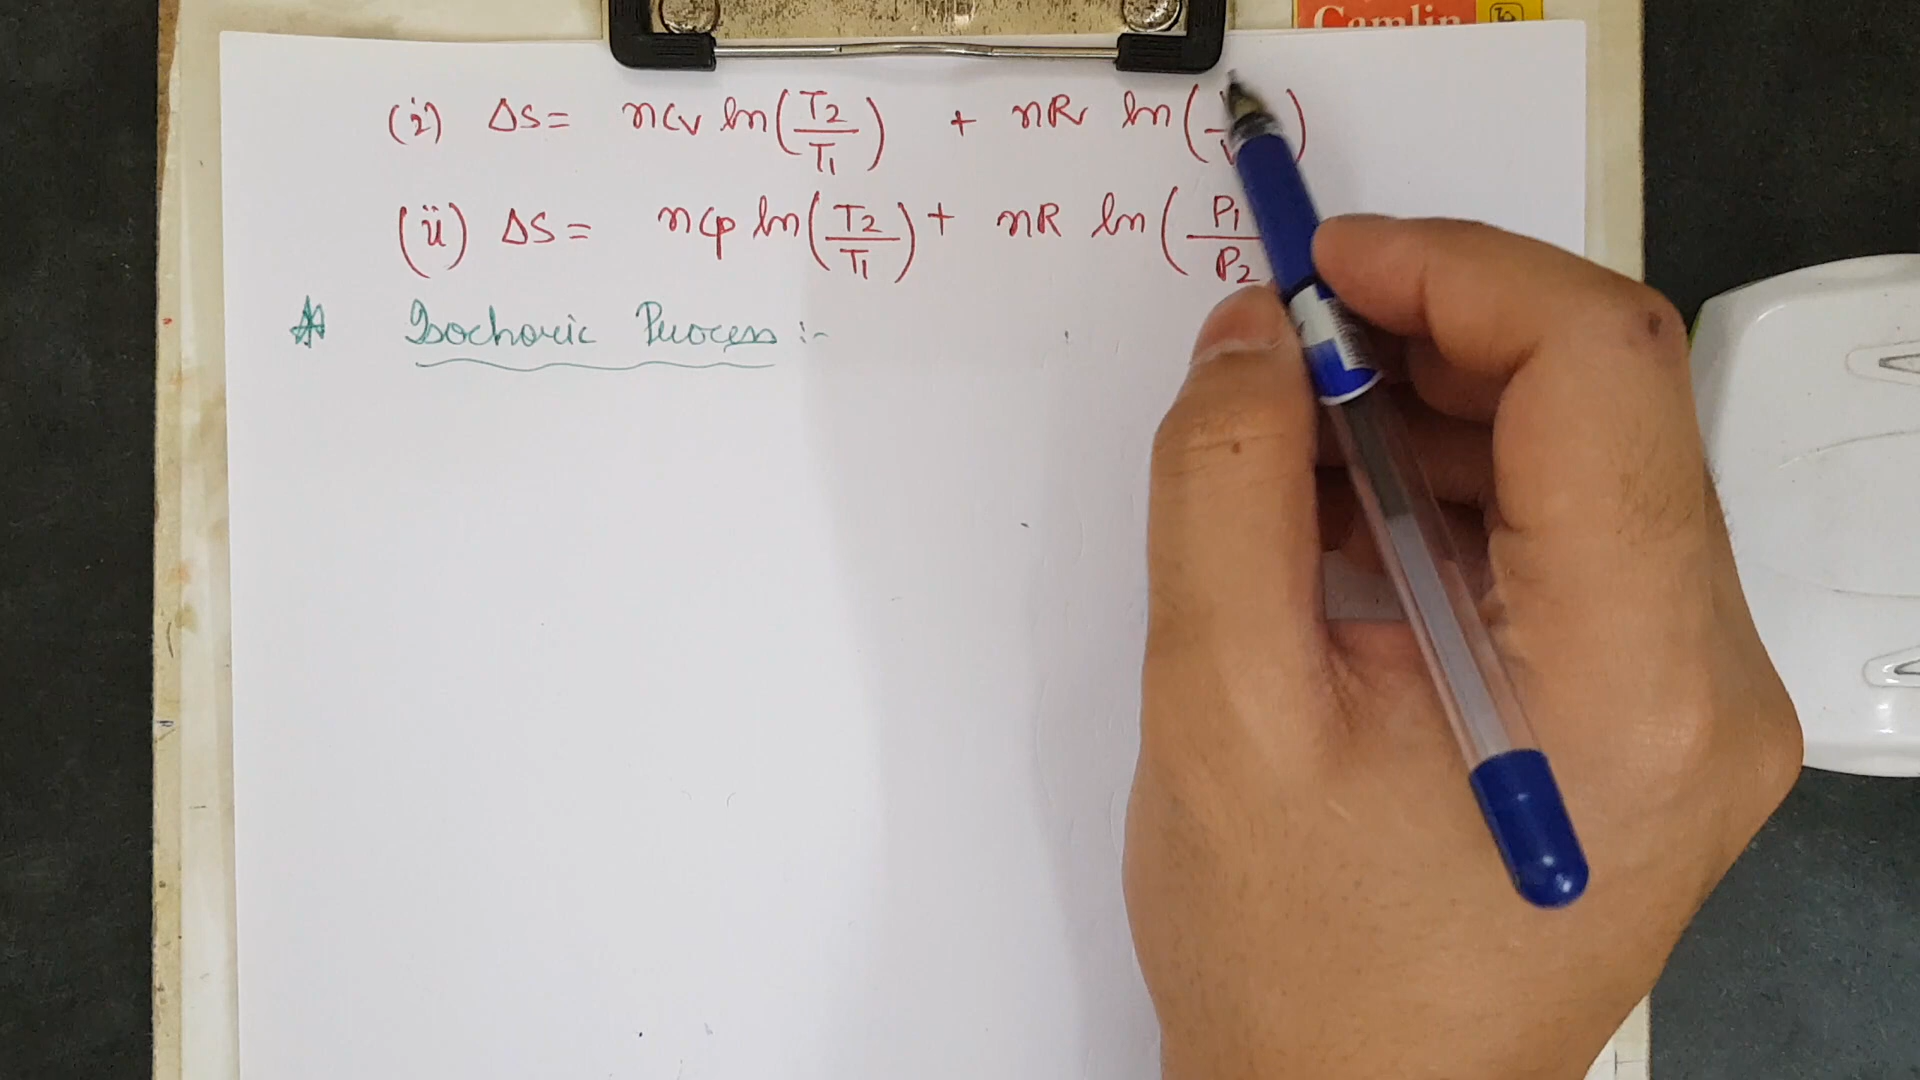 Camlin
(i) ΔS = nCv ln(T2/T1) + nRv ln(
(ii) ΔS = nCp ln(T2/T1) + nR ln(P1/P2
Isochoric Process :-